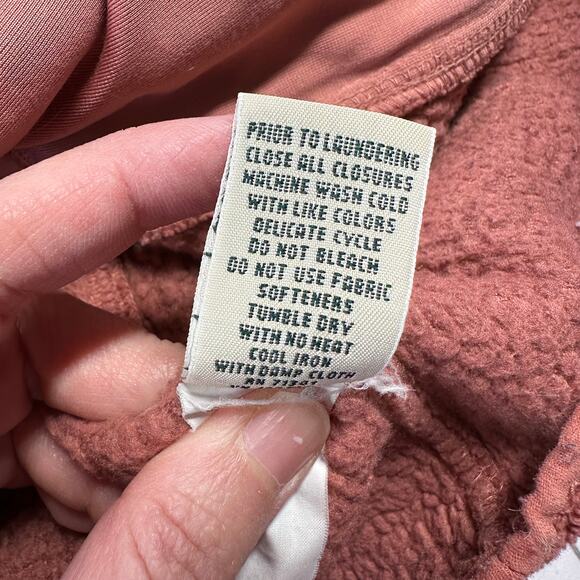 PRIOR TO LAUNDERING
CLOSE ALL CLOSURES
MACHINE WASH COLD
WITH LIKE COLORS
DELICATE CYCLE
DO NOT BLEACH
DO NOT USE FABRIC
SOFTENERS
TUMBLE DRY
WITH NO HEAT
COOL IRON
WITH DAMP CLOTH
RN